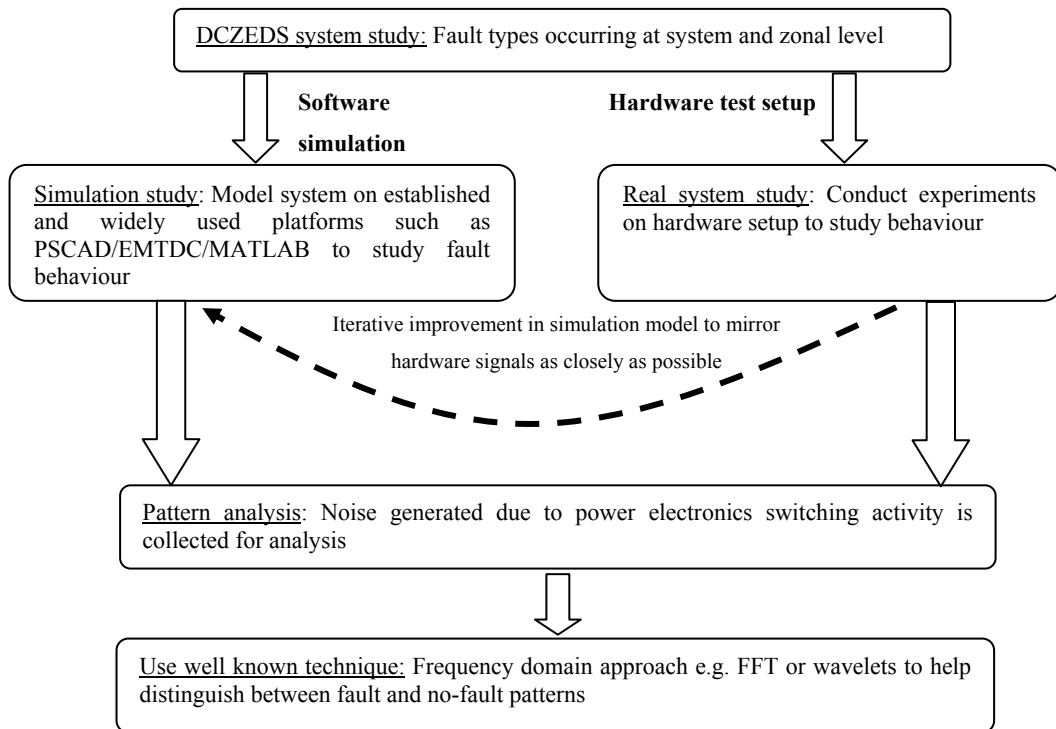 DCZEDS system study: Fault types occurring at system and zonal level
Software
simulation
Hardware test setup
Simulation study: Model system on established
and widely used platforms such as
PSCAD/EMTDC/MATLAB to study fault
behaviour
Real system study: Conduct experiments
on hardware setup to study behaviour
Iterative improvement in simulation model to mirror
hardware signals as closely as possible
Pattern analysis: Noise generated due to power electronics switching activity is
collected for analysis
Use well known technique: Frequency domain approach e.g. FFT or wavelets to help
distinguish between fault and no-fault patterns